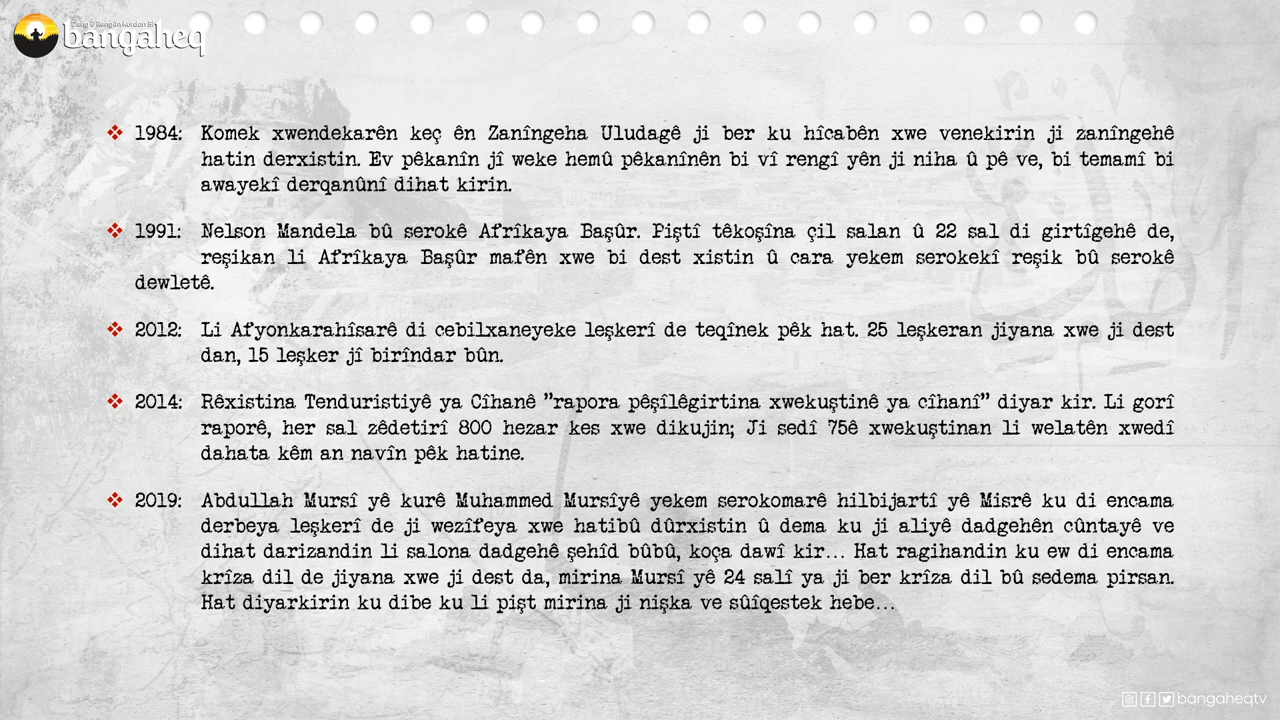 Deng û Rengên Kurdan Bi
bangaheq
❖ 1984: Komek xwendekarên keç ên Zanîngeha Uludagê ji ber ku hîcabên xwe venekirin ji zanîngehê
hatin derxistin. Ev pêkanîn jî weke hemû pêkanînên bi vî rengî yên ji niha û pê ve, bi temamî bi
awayekî derqanûnî dihat kirin.
❖ 1991: Nelson Mandela bû serokê Afrîkaya Başûr. Piştî têkoşîna çil salan û 22 sal di girtîgehê de,
reşikan li Afrîkaya Başûr mafên xwe bi dest xistin û cara yekem serokekî reşik bû serokê
dewletê.
❖ 2012: Li Afyonkarahîsarê di cebilxaneyeke leşkerî de teqînek pêk hat. 25 leşkeran jiyana xwe ji dest
dan, 15 leşker jî birîndar bûn.
❖ 2014: Rêxistina Tenduristiyê ya Cîhanê ”rapora pêşîlêgirtina xwekuştinê ya cîhanî” diyar kir. Li gorî
raporê, her sal zêdetirî 800 hezar kes xwe dikujin; Ji sedî 75ê xwekuştinan li welatên xwedî
dahata kêm an navîn pêk hatine.
❖ 2019: Abdullah Mursî yê kurê Muhammed Mursîyê yekem serokomarê hilbijartî yê Misrê ku di encama
derbeya leşkerî de ji wezîfeya xwe hatibû dûrxistin û dema ku ji aliyê dadgehên cûntayê ve
dihat darizandin li salona dadgehê şehîd bûbû, koça dawî kir... Hat ragihandin ku ew di encama
krîza dil de jiyana xwe ji dest da, mirina Mursî yê 24 salî ya ji ber krîza dil bû sedema pirsan.
Hat diyarkirin ku dibe ku li pişt mirina ji nişka ve sûîqestek hebe...
bangaheqtv